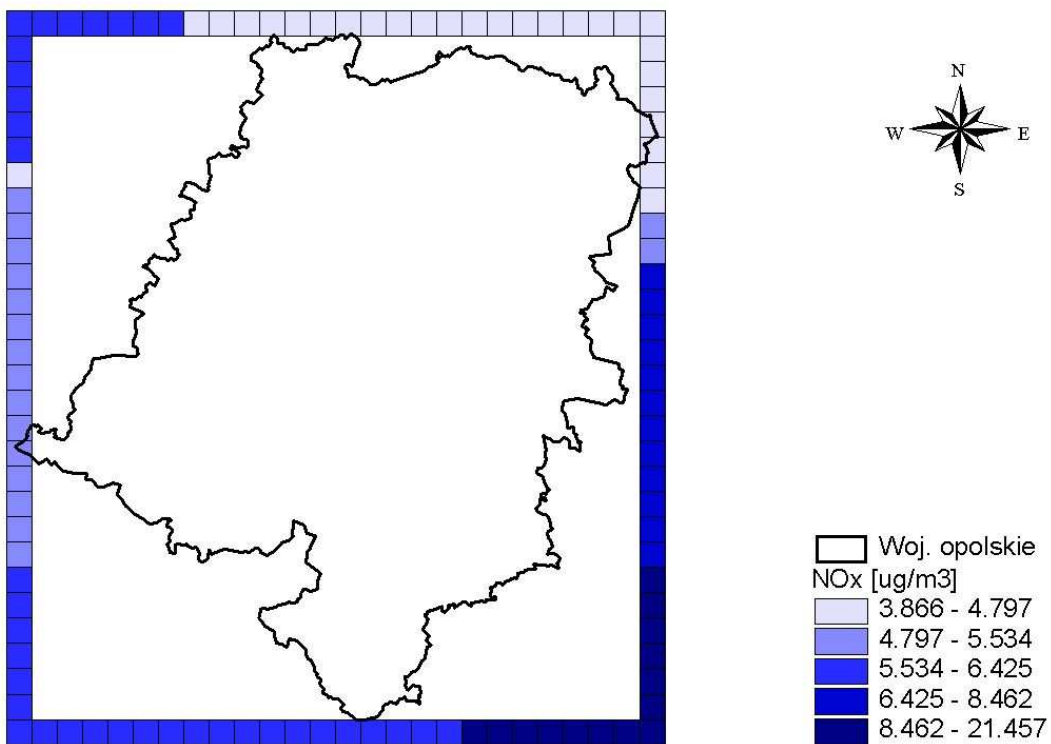 N
W E
S
Woj. opolskie
NOx [ug/m3]
3.866 - 4.797
4.797 - 5.534
5.534 - 6.425
6.425 - 8.462
8.462 - 21.457